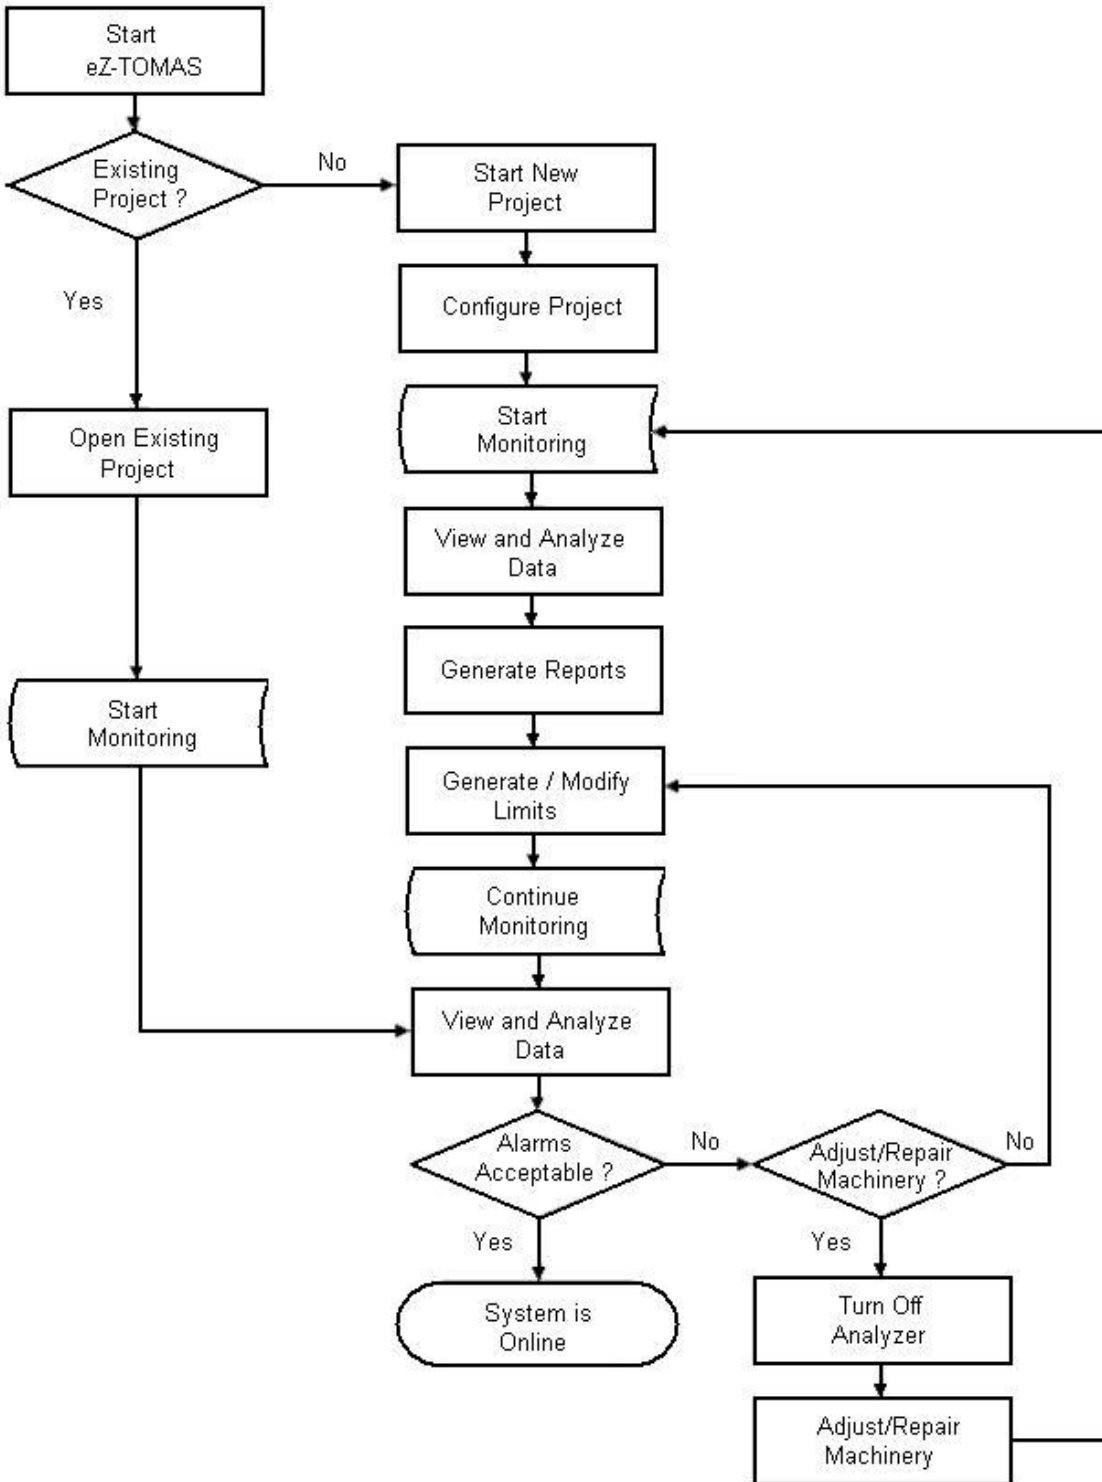 Start
eZ-TOMAS
Existing
Project ?
No
Start New
Project
Yes
Configure Project
Start
Monitoring
Open Existing
Project
View and Analyze
Data
Generate Reports
Start
Monitoring
Generate / Modify
Limits
Continue
Monitoring
View and Analyze
Data
Alarms
Acceptable ?
No
Adjust/Repair
Machinery ?
No
Yes
Yes
System is
Online
Turn Off
Analyzer
Adjust/Repair
Machinery